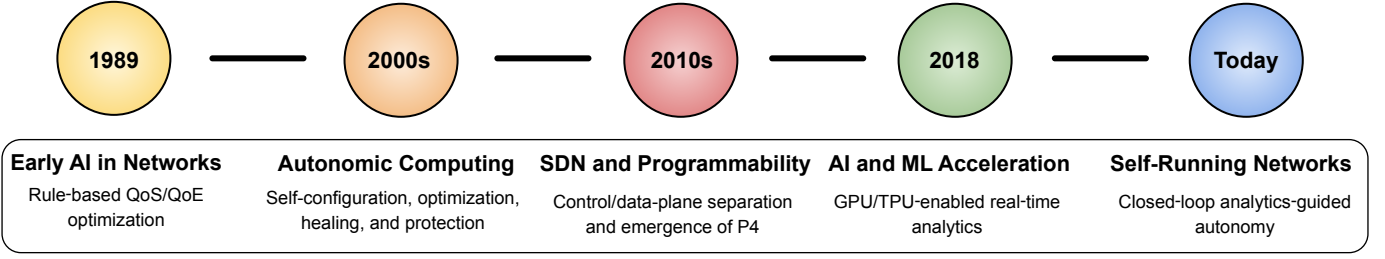 1989
2000s
2010s
2018
Today
Early AI in Networks
Rule-based QoS/QoE
optimization
Autonomic Computing
Self-configuration, optimization,
healing, and protection
SDN and Programmability
Control/data-plane separation
and emergence of P4
AI and ML Acceleration
GPU/TPU-enabled real-time
analytics
Self-Running Networks
Closed-loop analytics-guided
autonomy